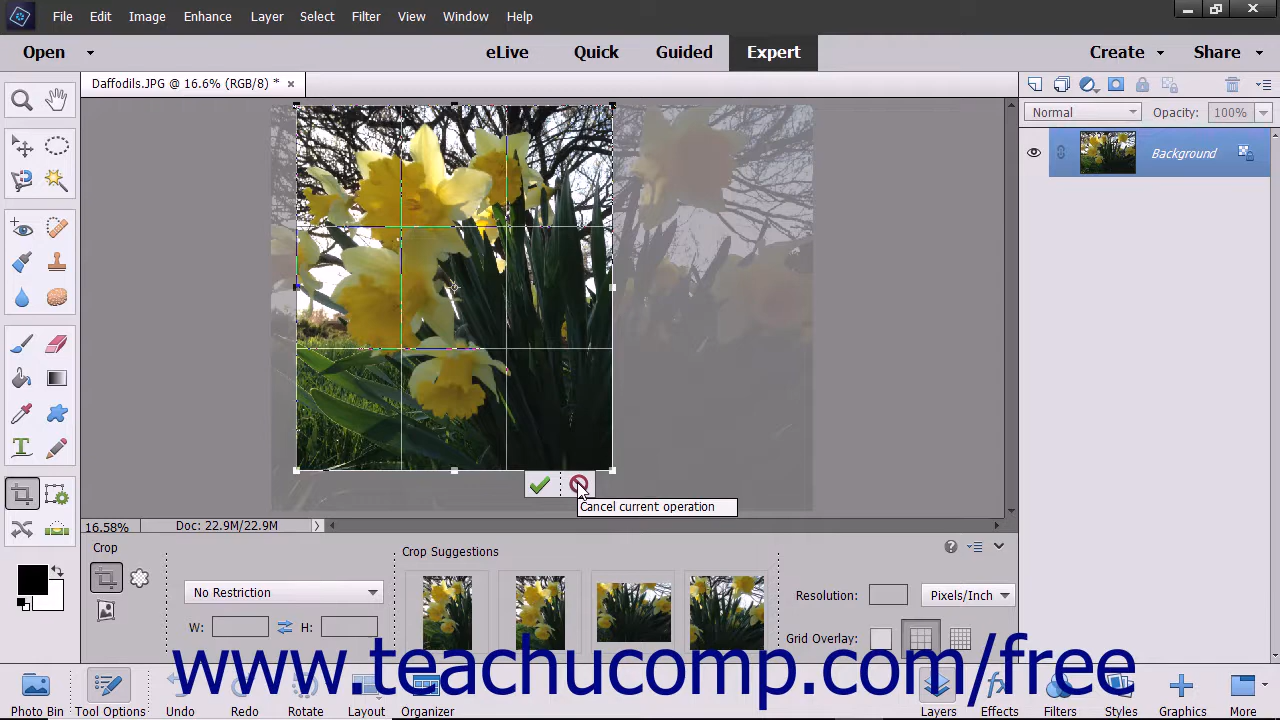 File Edit Image Enhance Layer Select Filter View Window Help
Open eLive Quick Guided Expert Create Share
Daffodils.JPG @ 16.6% (RGB/8) * ×
Normal Opacity: 100%
Background
Cancel current operation
16.58% Doc: 22.9M/22.9M
Crop Crop Suggestions
No Restriction Resolution: Pixels/Inch
W: H: Grid Overlay:
www.teachucomp.com/free
Photo Bin Tool Options Undo Redo Rotate Layout Organizer Layers Effects Filters Styles Graphics More